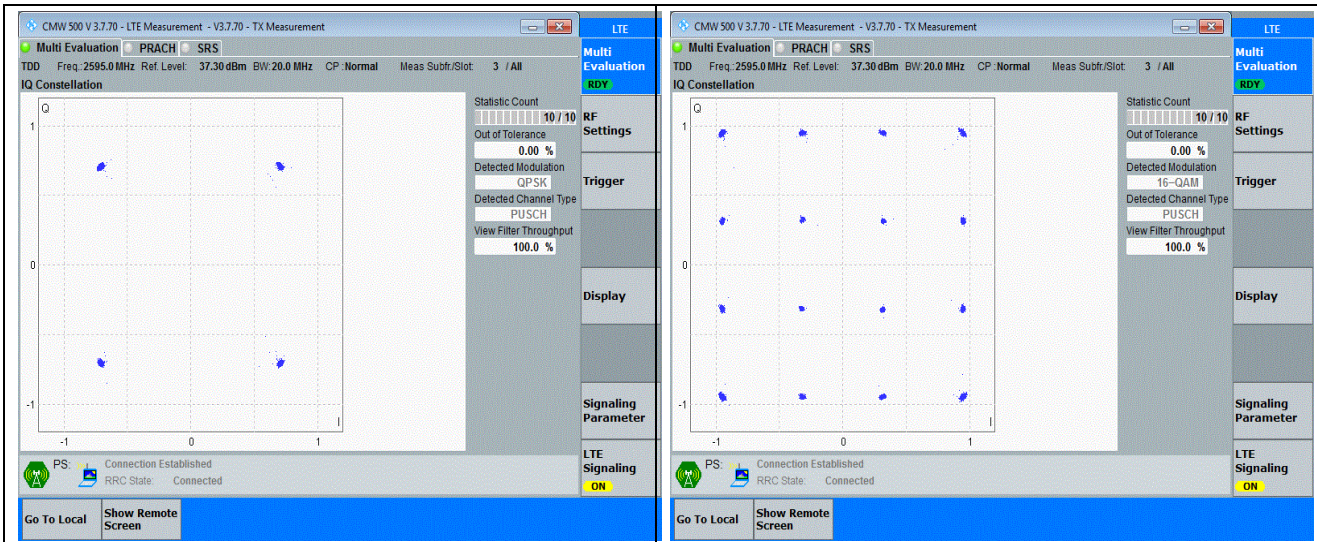 CMW 500 V 3.7.70 - LTE Measurement - V3.7.70 - TX Measurement
LTE
Multi Evaluation PRACH SRS
Multi
Evaluation
RDY
TDD Freq.:2595.0 MHz Ref. Level: 37.30 dBm BW:20.0 MHz CP :Normal Meas Subfr./Slot: 3 / All
IQ Constellation
Q
1
0
-1
-1 0 1
I
Statistic Count
10 / 10
Out of Tolerance
0.00 %
Detected Modulation
QPSK
Detected Channel Type
PUSCH
View Filter Throughput
100.0 %
RF
Settings
Trigger
Display
Signaling
Parameter
LTE
Signaling
ON
PS: Connection Established
RRC State: Connected
Go To Local
Show Remote
Screen
CMW 500 V 3.7.70 - LTE Measurement - V3.7.70 - TX Measurement
LTE
Multi Evaluation PRACH SRS
Multi
Evaluation
RDY
TDD Freq.:2595.0 MHz Ref. Level: 37.30 dBm BW:20.0 MHz CP :Normal Meas Subfr./Slot: 3 / All
IQ Constellation
Q
1
0
-1
-1 0 1
I
Statistic Count
10 / 10
Out of Tolerance
0.00 %
Detected Modulation
16-QAM
Detected Channel Type
PUSCH
View Filter Throughput
100.0 %
RF
Settings
Trigger
Display
Signaling
Parameter
LTE
Signaling
ON
PS: Connection Established
RRC State: Connected
Go To Local
Show Remote
Screen